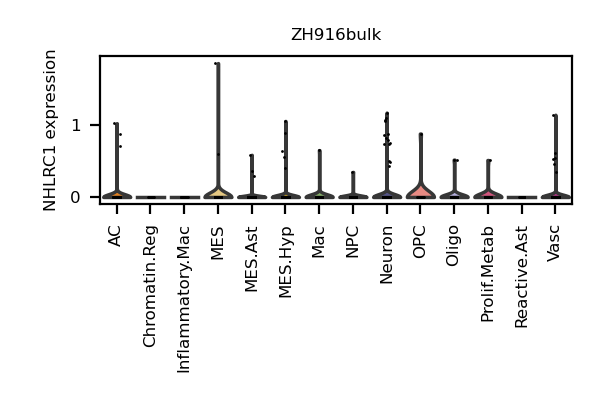 ZH916bulk
NHLRC1 expression
1
0
AC
Chromatin.Reg
Inflammatory.Mac
MES
MES.Ast
MES.Hyp
Mac
NPC
Neuron
OPC
Oligo
Prolif.Metab
Reactive.Ast
Vasc